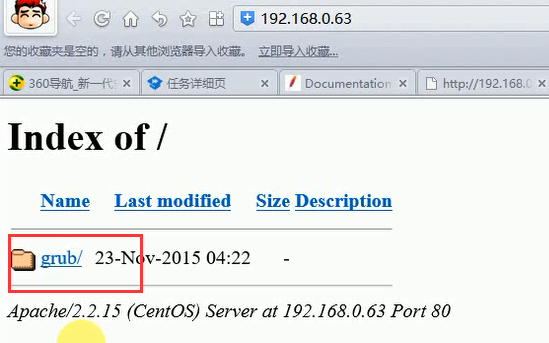 192.168.0.63
您的收藏夹是空的，请从其他浏览器导入收藏。 立即导入收藏...
360导航_新一代 任务详细页 Documentation http://192.168.0
Index of /
Name Last modified Size Description
grub/ 23-Nov-2015 04:22 -
Apache/2.2.15 (CentOS) Server at 192.168.0.63 Port 80